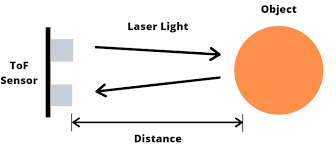 Object
Laser Light
ToF
Sensor
Distance